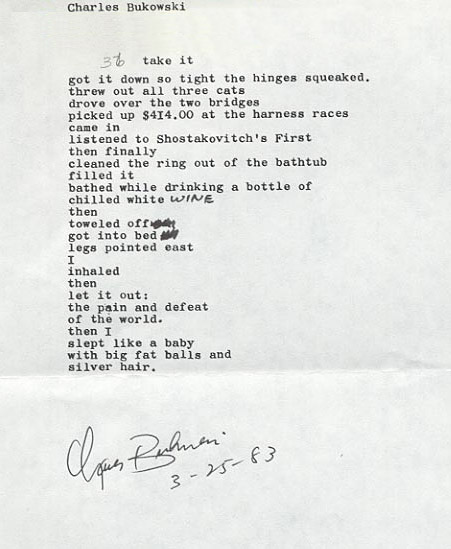 Charles Bukowski
36 take it
got it down so tight the hinges squeaked.
threw out all three cats
drove over the two bridges
picked up $414.00 at the harness races
came in
listened to Shostakovitch's First
then finally
cleaned the ring out of the bathtub
filled it
bathed while drinking a bottle of
chilled white WINE
then
toweled off
got into bed
legs pointed east
I
inhaled
then
let it out:
the pain and defeat
of the world.
then I
slept like a baby
with big fat balls and
silver hair.
Charles Bukowski
3-25-83